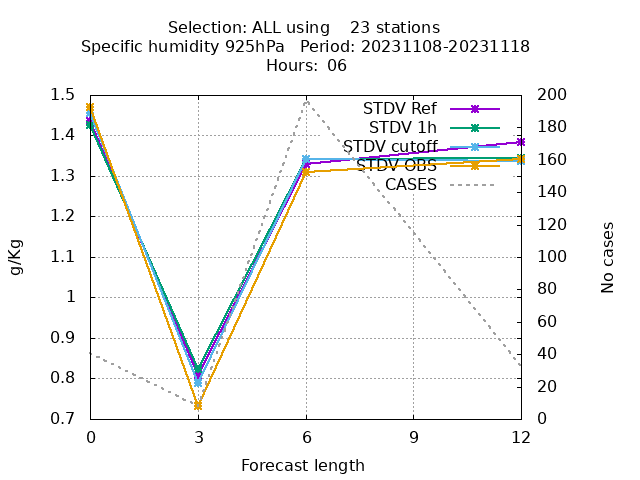 Selection: ALL using 23 stations
Specific humidity 925hPa Period: 20231108-20231118
Hours: 06
1.5
1.4
1.3
1.2
1.1
1
0.9
0.8
0.7
g/Kg
STDV Ref
STDV 1h
STDV cutoff
STDV OBS
CASES
200
180
160
140
120
100
80
60
40
20
0
No cases
0 3 6 9 12
Forecast length